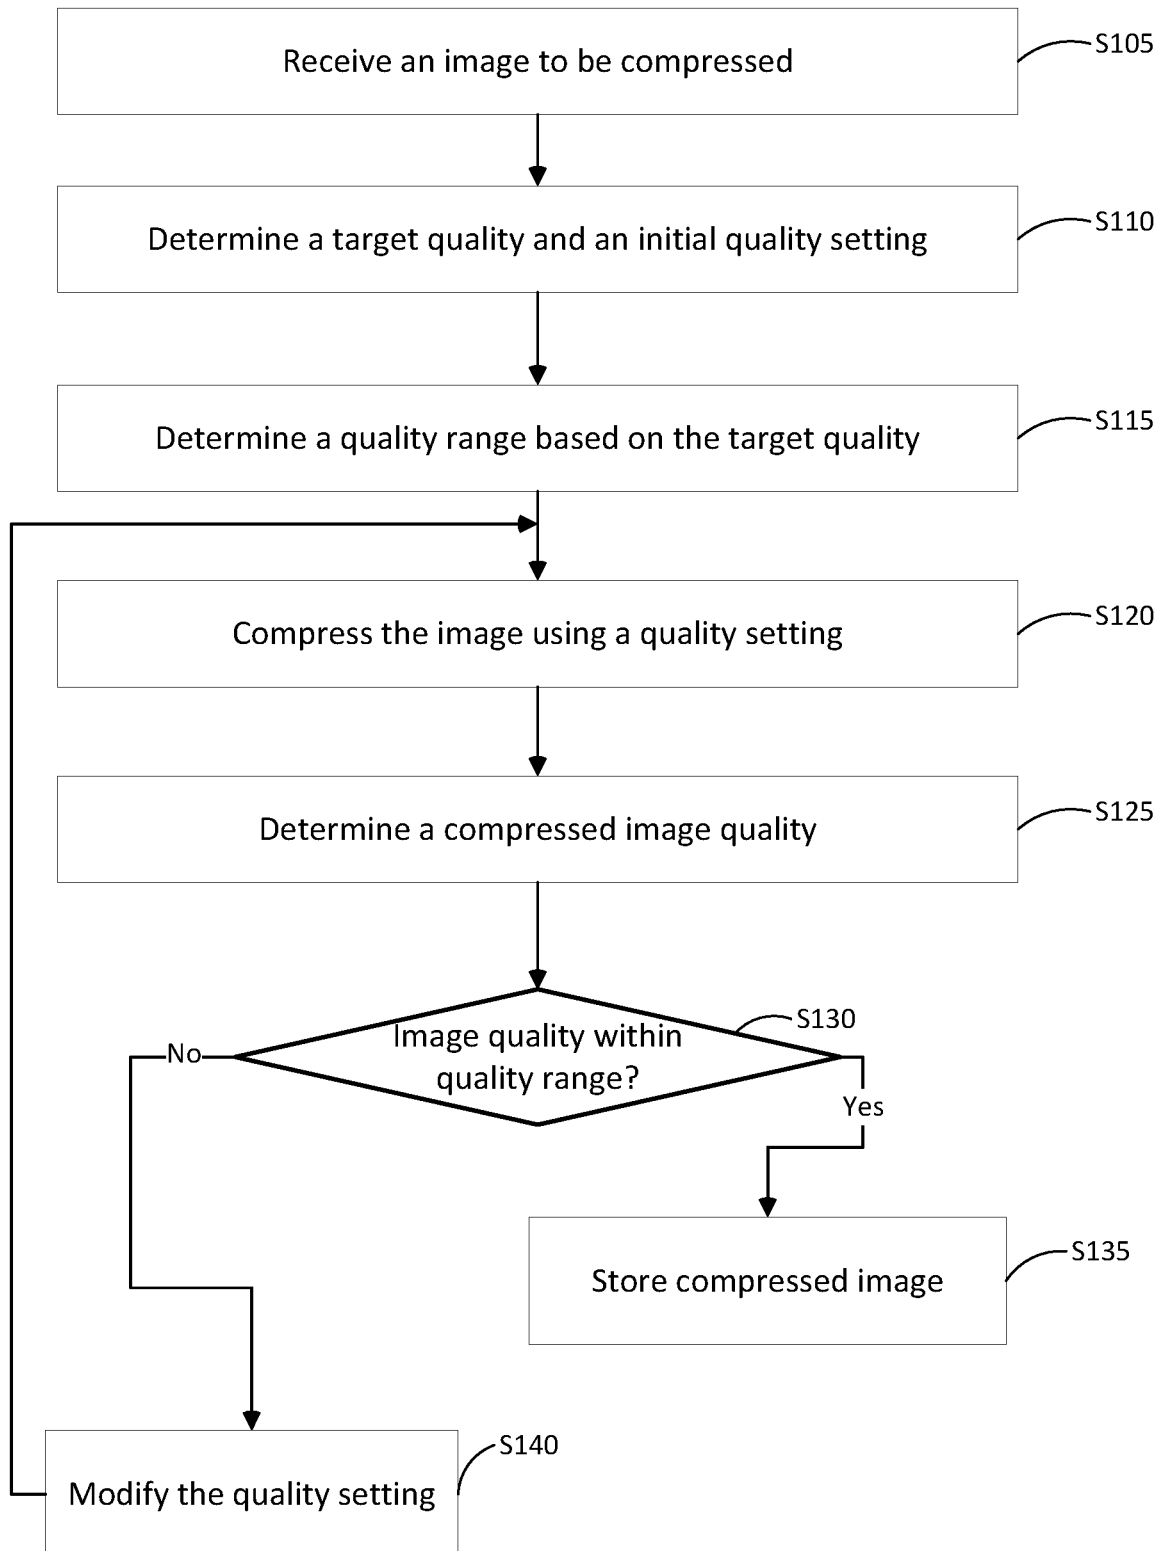 Receive an image to be compressed
S105
Determine a target quality and an initial quality setting
S110
Determine a quality range based on the target quality
S115
Compress the image using a quality setting
S120
Determine a compressed image quality
S125
Image quality within
quality range?
S130
No
Yes
Store compressed image
S135
Modify the quality setting
S140